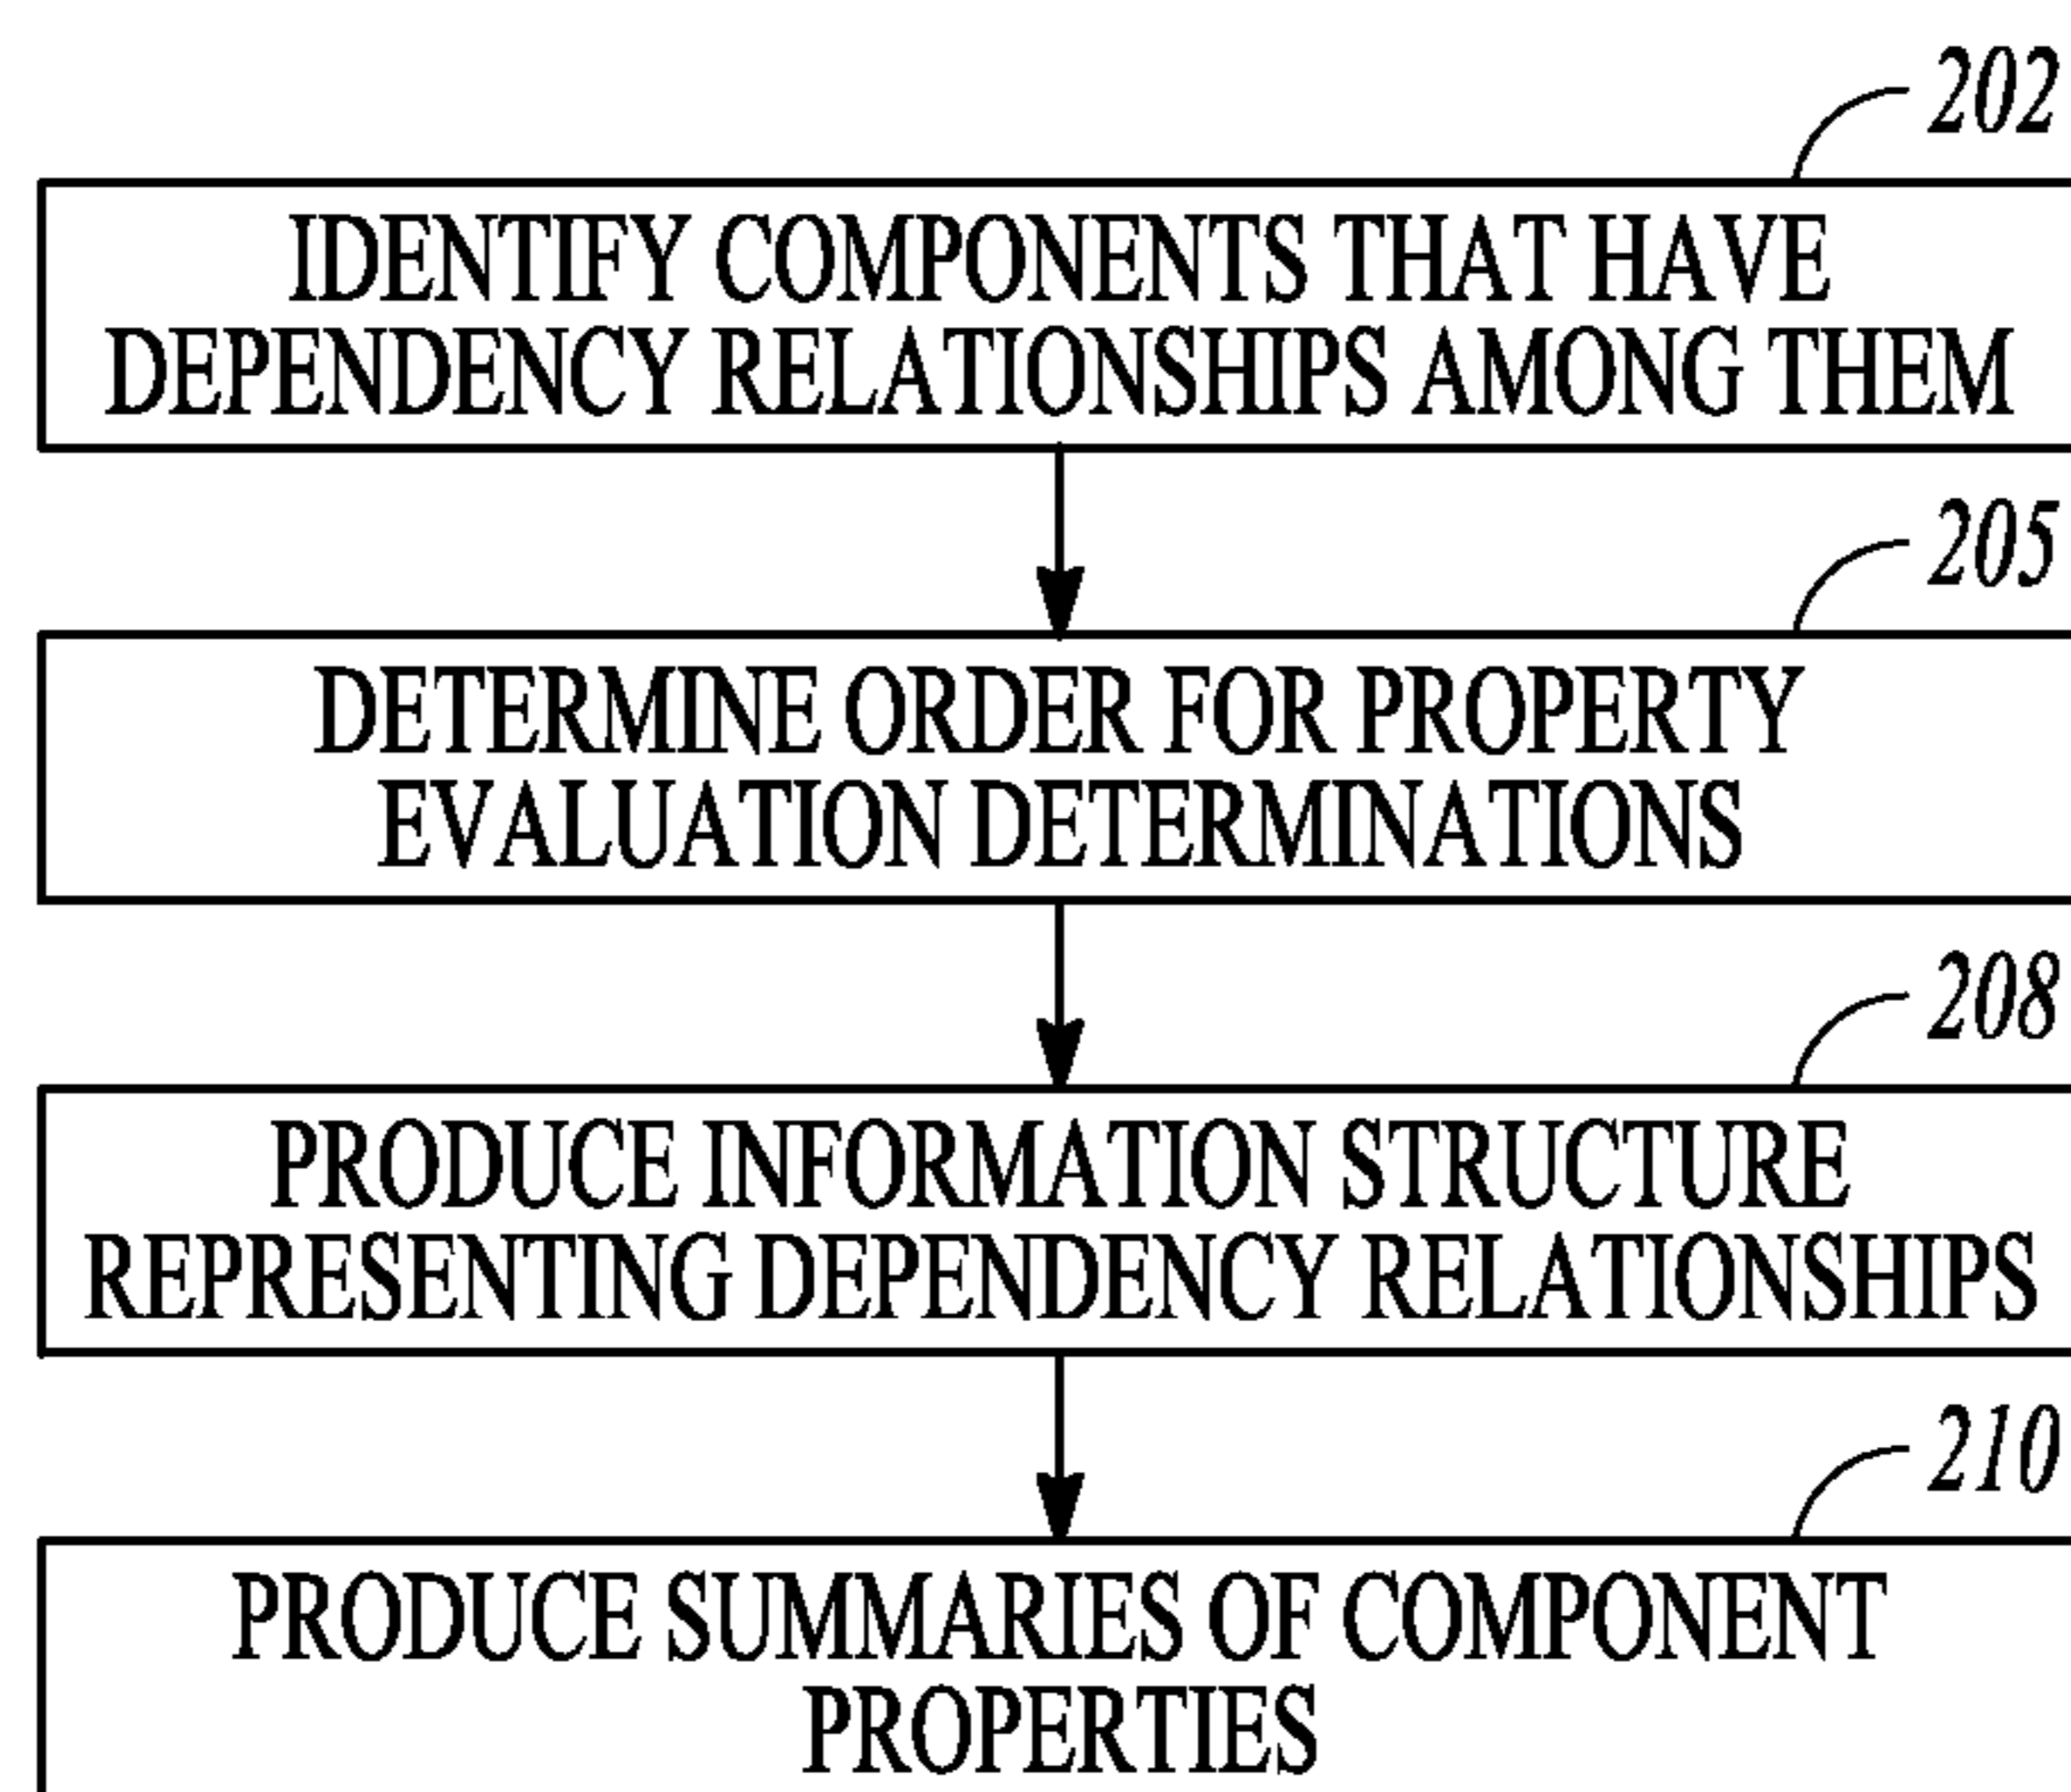 202
IDENTIFY COMPONENTS THAT HAVE
DEPENDENCY RELATIONSHIPS AMONG THEM
205
DETERMINE ORDER FOR PROPERTY
EVALUATION DETERMINATIONS
208
PRODUCE INFORMATION STRUCTURE
REPRESENTING DEPENDENCY RELATIONSHIPS
210
PRODUCE SUMMARIES OF COMPONENT
PROPERTIES